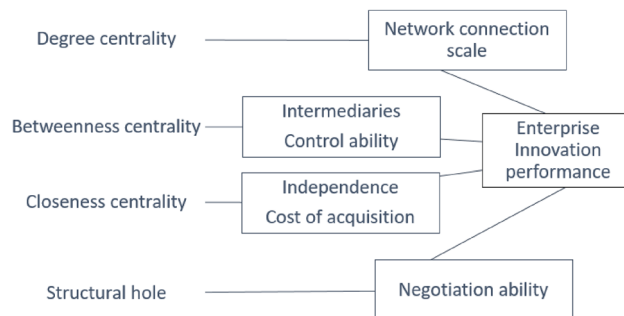 Degree centrality
Network connection
scale
Betweenness centrality
Intermediaries
Control ability
Enterprise
Innovation
performance
Closeness centrality
Independence
Cost of acquisition
Structural hole
Negotiation ability